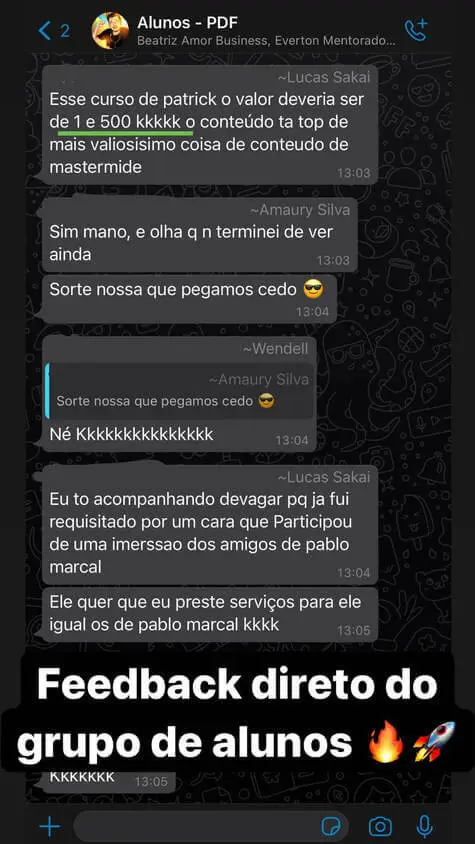 2
Alunos - PDF
Beatriz Amor Business, Everton Mentorado...
~Lucas Sakai
Esse curso de patrick o valor deveria ser
de 1 e 500 kkkkk o conteúdo ta top de
mais valiosisimo coisa de conteudo de
mastermide
13:03
~Amaury Silva
Sim mano, e olha q n terminei de ver
ainda
13:03
Sorte nossa que pegamos cedo 😎
13:04
~Wendell
~Amaury Silva
Sorte nossa que pegamos cedo 😎
Né Kkkkkkkkkkkkkkk
13:04
~Lucas Sakai
Eu to acompanhando devagar pq ja fui
requisitado por um cara que Participou
de uma imerssao dos amigos de pablo
marcal
13:04
Ele quer que eu preste serviços para ele
igual os de pablo marcal kkkk
13:05
Feedback direto do
grupo de alunos 🔥🚀
Kkkkkkk
13:05